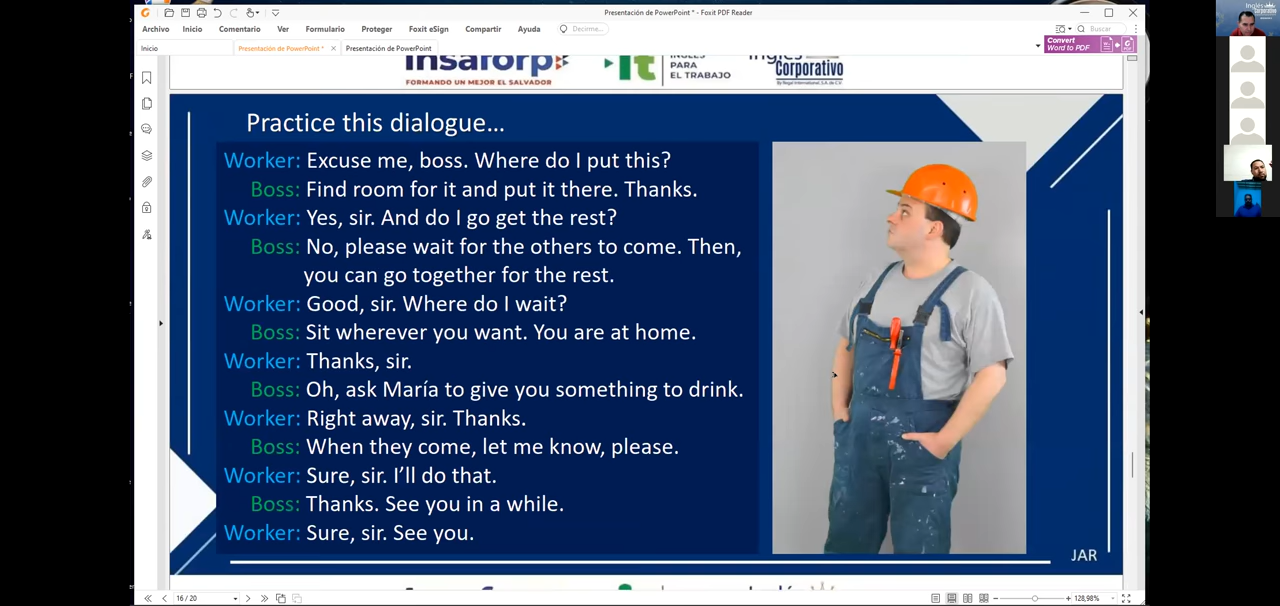 Presentación de PowerPoint * - Foxit PDF Reader
Archivo Inicio Comentario Ver Formulario Proteger Foxit eSign Compartir Ayuda Decirme... Buscar
Inicio Presentación de PowerPoint * Presentación de PowerPoint
Convert
Word to PDF
Insaforp
FORMANDO UN MEJOR EL SALVADOR
it
INGLÉS
PARA
EL TRABAJO
Inglés
Corporativo
Practice this dialogue...
Worker: Excuse me, boss. Where do I put this?
Boss: Find room for it and put it there. Thanks.
Worker: Yes, sir. And do I go get the rest?
Boss: No, please wait for the others to come. Then,
you can go together for the rest.
Worker: Good, sir. Where do I wait?
Boss: Sit wherever you want. You are at home.
Worker: Thanks, sir.
Boss: Oh, ask María to give you something to drink.
Worker: Right away, sir. Thanks.
Boss: When they come, let me know, please.
Worker: Sure, sir. I'll do that.
Boss: Thanks. See you in a while.
Worker: Sure, sir. See you.
JAR
16 / 20
128,98%